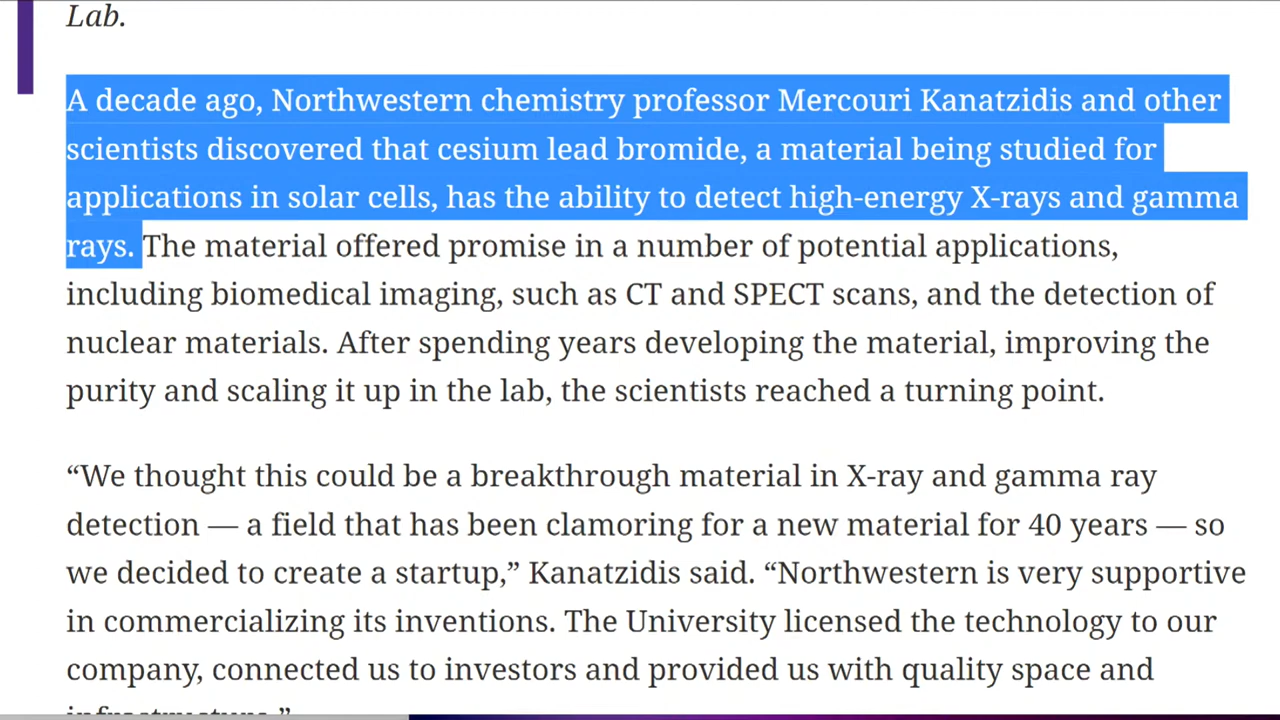 Lab.
A decade ago, Northwestern chemistry professor Mercouri Kanatzidis and other
scientists discovered that cesium lead bromide, a material being studied for
applications in solar cells, has the ability to detect high-energy X-rays and gamma
rays. The material offered promise in a number of potential applications,
including biomedical imaging, such as CT and SPECT scans, and the detection of
nuclear materials. After spending years developing the material, improving the
purity and scaling it up in the lab, the scientists reached a turning point.
“We thought this could be a breakthrough material in X-ray and gamma ray
detection — a field that has been clamoring for a new material for 40 years — so
we decided to create a startup,” Kanatzidis said. “Northwestern is very supportive
in commercializing its inventions. The University licensed the technology to our
company, connected us to investors and provided us with quality space and
infrastructure.”